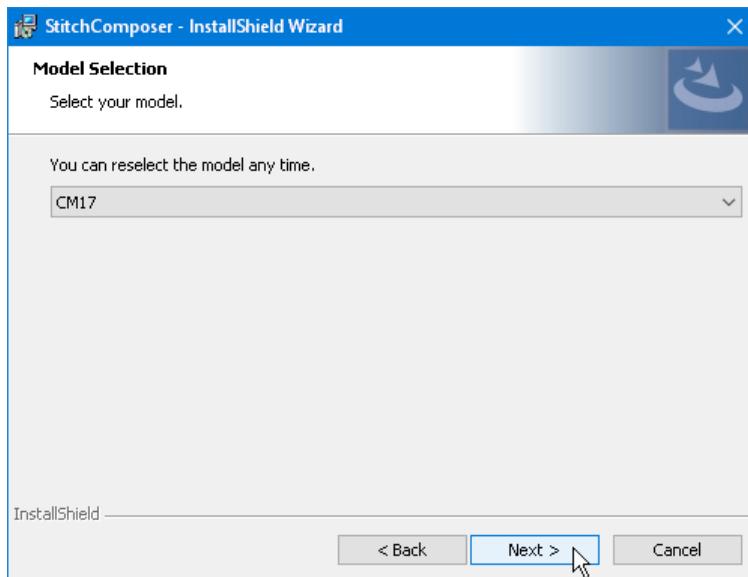 StitchComposer - InstallShield Wizard
Model Selection
Select your model.
You can reselect the model any time.
CM17
InstallShield
< Back
Next >
Cancel